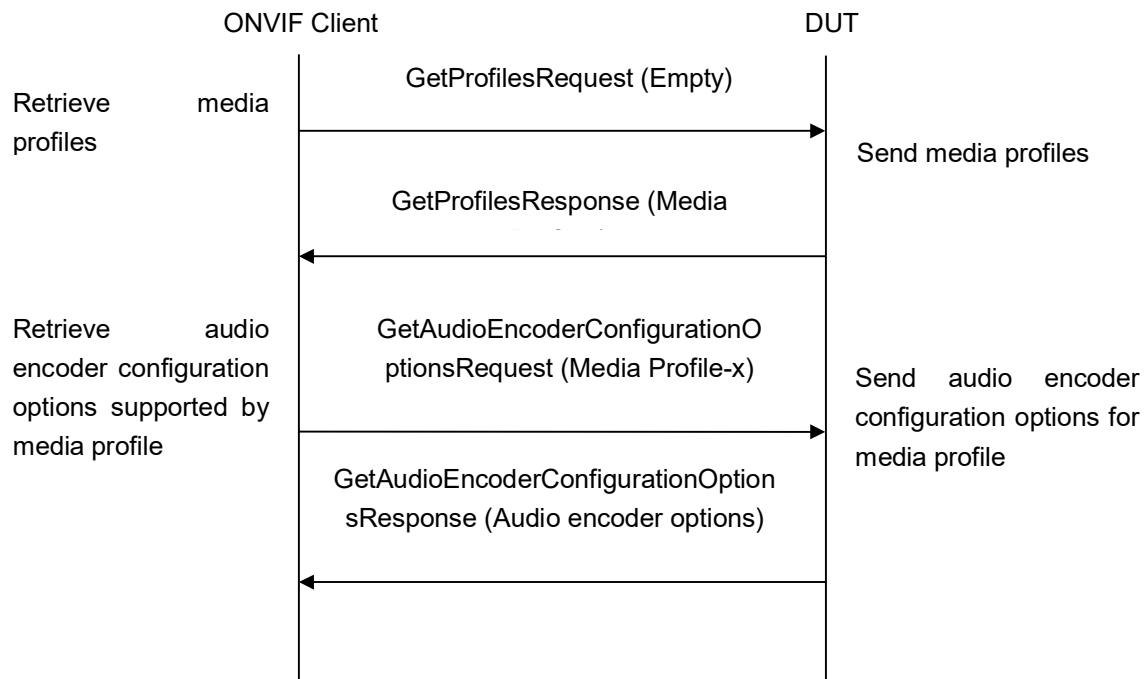 ONVIF Client
DUT
GetProfilesRequest (Empty)
Retrieve media
profiles
Send media profiles
GetProfilesResponse (Media
Retrieve audio
encoder configuration
options supported by
media profile
GetAudioEncoderConfigurationO
ptionsRequest (Media Profile-x)
Send audio encoder
configuration options for
media profile
GetAudioEncoderConfigurationOption
sResponse (Audio encoder options)